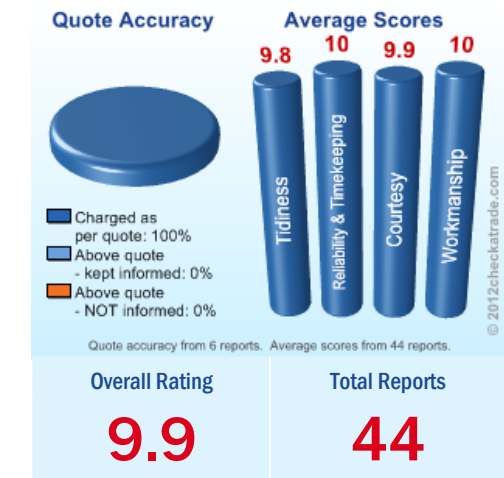 Quote Accuracy
Charged as
per quote: 100%
Above quote
- kept informed: 0%
Above quote
- NOT informed: 0%
Average Scores
9.8
10
9.9
10
Tidiness
Reliability & Timekeeping
Courtesy
Workmanship
© 2012checkatrade.com
Quote accuracy from 6 reports. Average scores from 44 reports.
Overall Rating
9.9
Total Reports
44